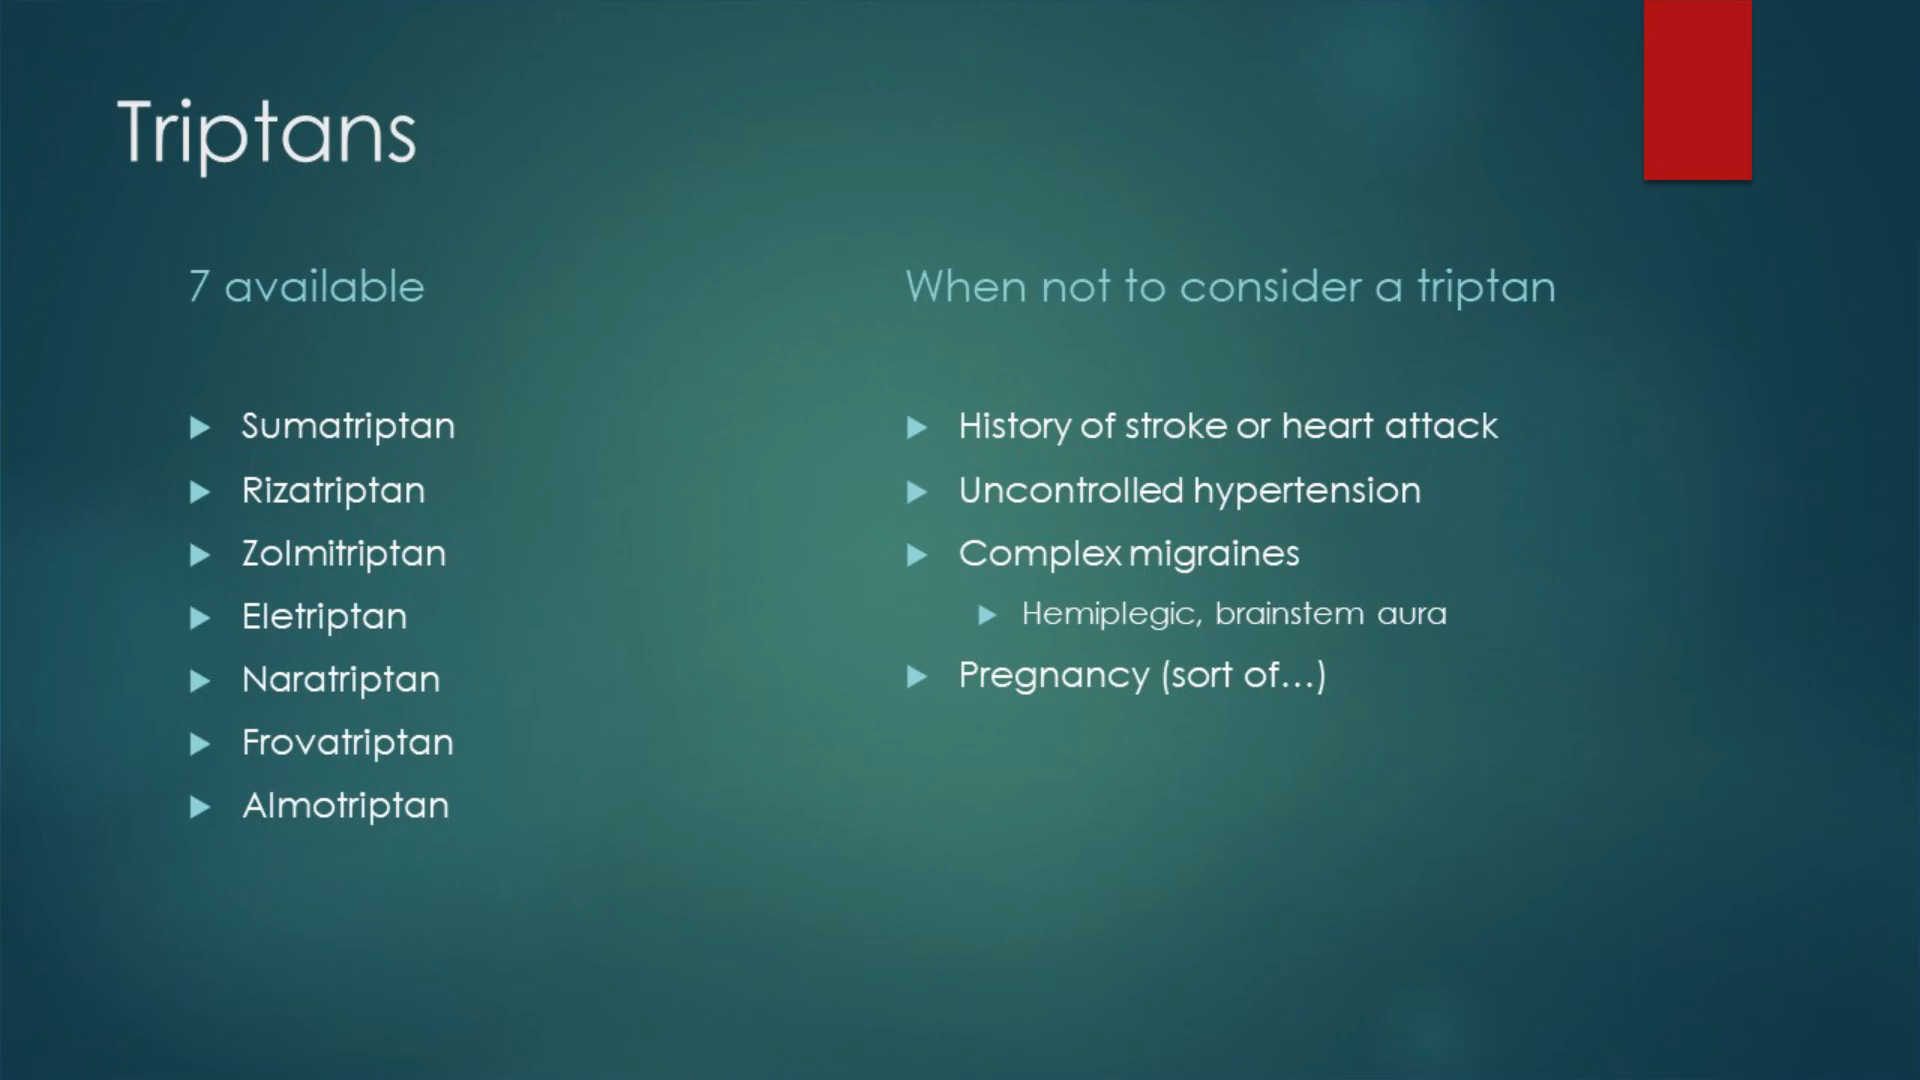 Triptans
7 available
Sumatriptan
Rizatriptan
Zolmitriptan
Eletriptan
Naratriptan
Frovatriptan
Almotriptan
When not to consider a triptan
History of stroke or heart attack
Uncontrolled hypertension
Complex migraines
Hemiplegic, brainstem aura
Pregnancy (sort of...)